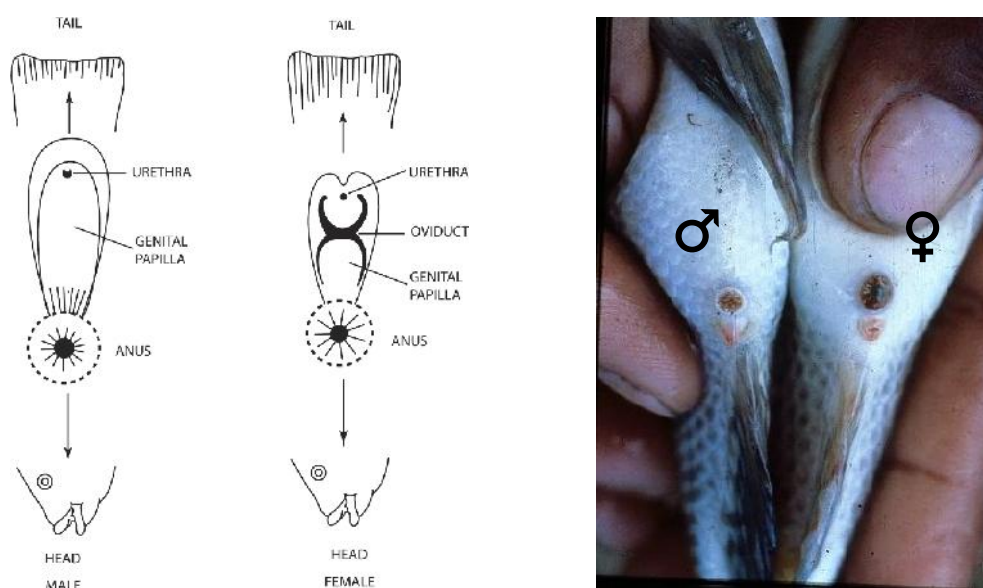 TAIL
URETHRA
GENITAL
PAPILLA
ANUS
HEAD
MALE
TAIL
URETHRA
OVIDUCT
GENITAL
PAPILLA
ANUS
HEAD
FEMALE
♂
♀